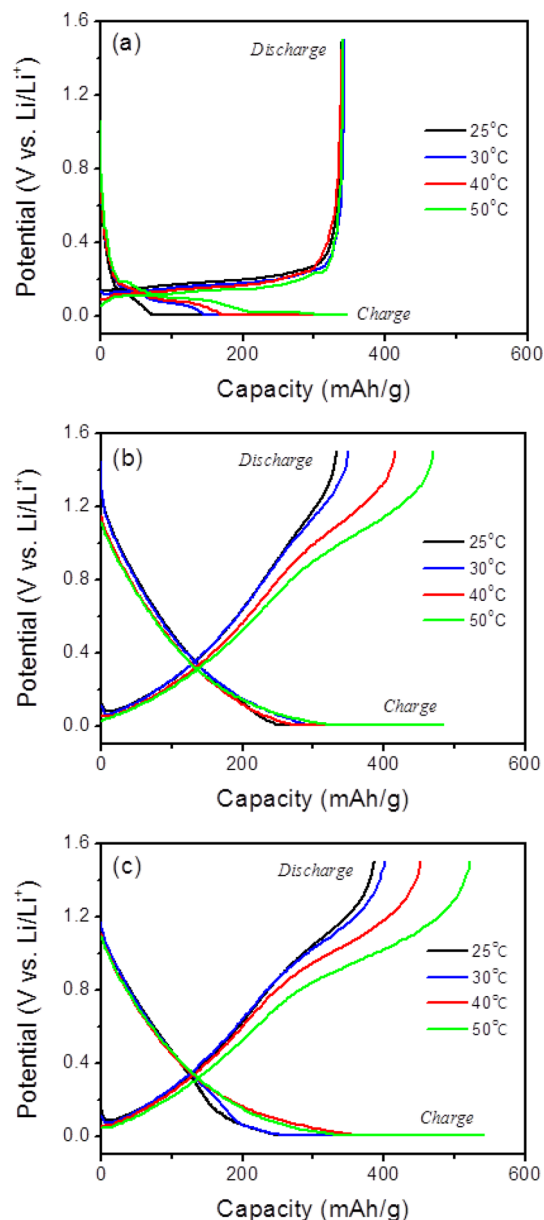 (a)
Discharge
25°C
30°C
40°C
50°C
Charge
Potential (V vs. Li/Li⁺)
1.6
1.2
0.8
0.4
0.0
0 200 400 600
Capacity (mAh/g)
(b)
Discharge
25°C
30°C
40°C
50°C
Charge
Potential (V vs. Li/Li⁺)
1.6
1.2
0.8
0.4
0.0
0 200 400 600
Capacity (mAh/g)
(c)
Discharge
25°C
30°C
40°C
50°C
Charge
Potential (V vs. Li/Li⁺)
1.6
1.2
0.8
0.4
0.0
0 200 400 600
Capacity (mAh/g)